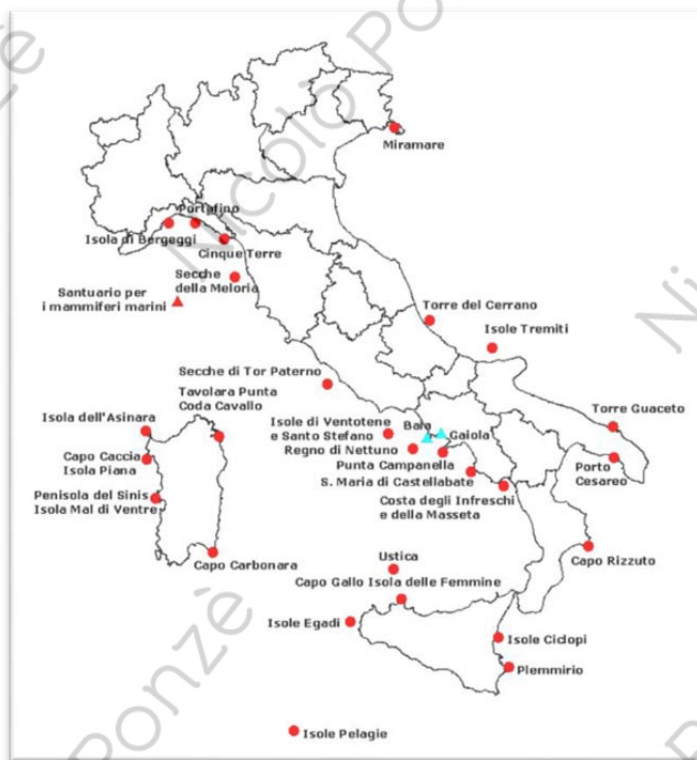 Miramare
Portofino
Isola di Bergeggi
Cinque Terre
Secche
della Meloria
Santuario per
i mammiferi marini
Torre del Cerrano
Isole Tremiti
Secche di Tor Paterno
Tavolara Punta
Coda Cavallo
Torre Guaceto
Isola dell'Asinara
Isole di Ventotene
e Santo Stefano
Baia
Gaiola
Regno di Nettuno
Capo Caccia
Isola Piana
Punta Campanella
Porto
Cesareo
S. Maria di Castellabate
Penisola del Sinis
Isola Mal di Ventre
Costa degli Infreschi
e della Masseta
Capo Carbonara
Ustica
Capo Rizzuto
Capo Gallo Isola delle Femmine
Isole Egadi
Isole Ciclopi
Plemmirio
Isole Pelagie
Nicolò Po
Ponzè
Ni